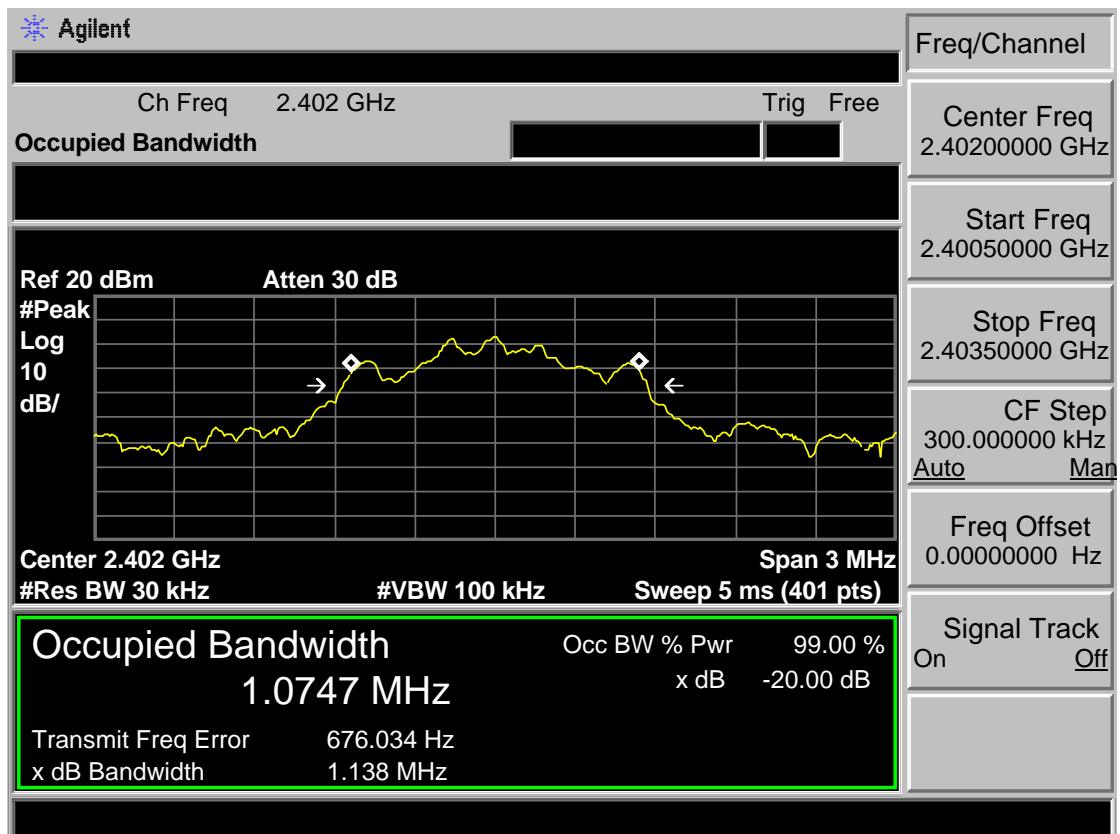 Agilent
Freq/Channel
Ch Freq 2.402 GHz Trig Free
Occupied Bandwidth
Center Freq
2.40200000 GHz
Start Freq
2.40050000 GHz
Stop Freq
2.40350000 GHz
CF Step
300.000000 kHz
Auto Man
Freq Offset
0.00000000 Hz
Signal Track
On Off
Ref 20 dBm Atten 30 dB
#Peak
Log
10
dB/
Center 2.402 GHz Span 3 MHz
#Res BW 30 kHz #VBW 100 kHz Sweep 5 ms (401 pts)
Occupied Bandwidth
1.0747 MHz
Occ BW % Pwr 99.00 %
x dB -20.00 dB
Transmit Freq Error 676.034 Hz
x dB Bandwidth 1.138 MHz